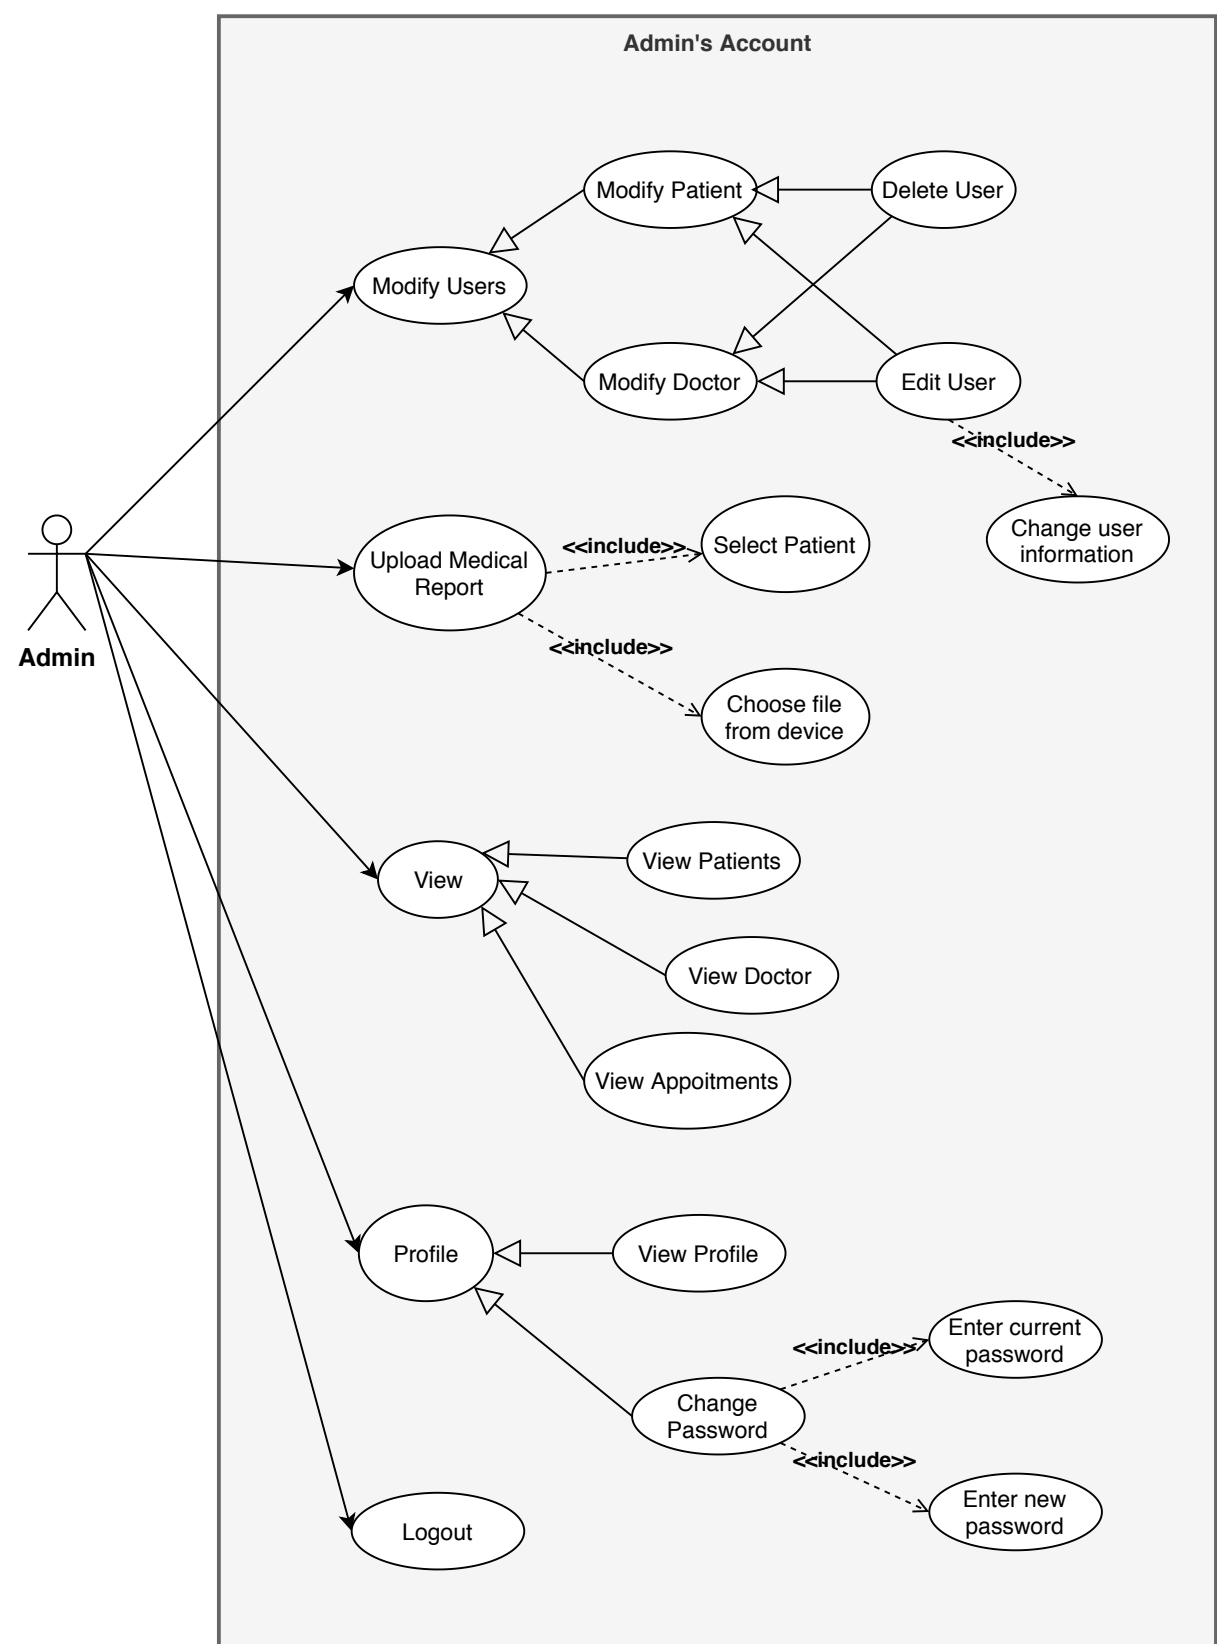 Admin's Account
Modify Patient
Delete User
Modify Users
Modify Doctor
Edit User
<<include>>
Change user
information
Upload Medical
Report
<<include>>
Select Patient
Admin
<<include>>
Choose file
from device
View
View Patients
View Doctor
View Appoitments
Profile
View Profile
Change
Password
<<include>>
Enter current
password
<<include>>
Enter new
password
Logout